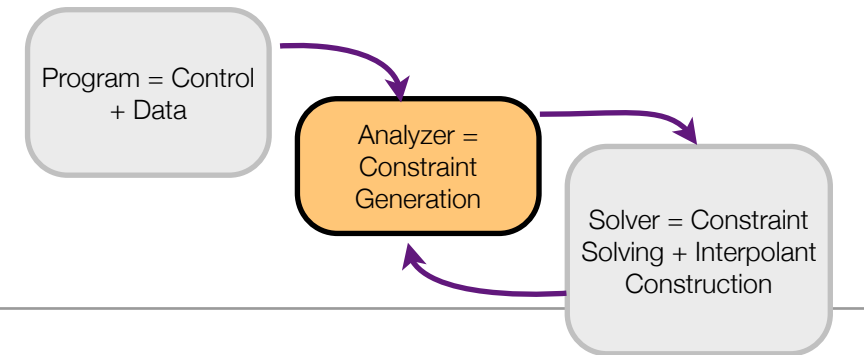 Program = Control
+ Data
Analyzer =
Constraint
Generation
Solver = Constraint
Solving + Interpolant
Construction